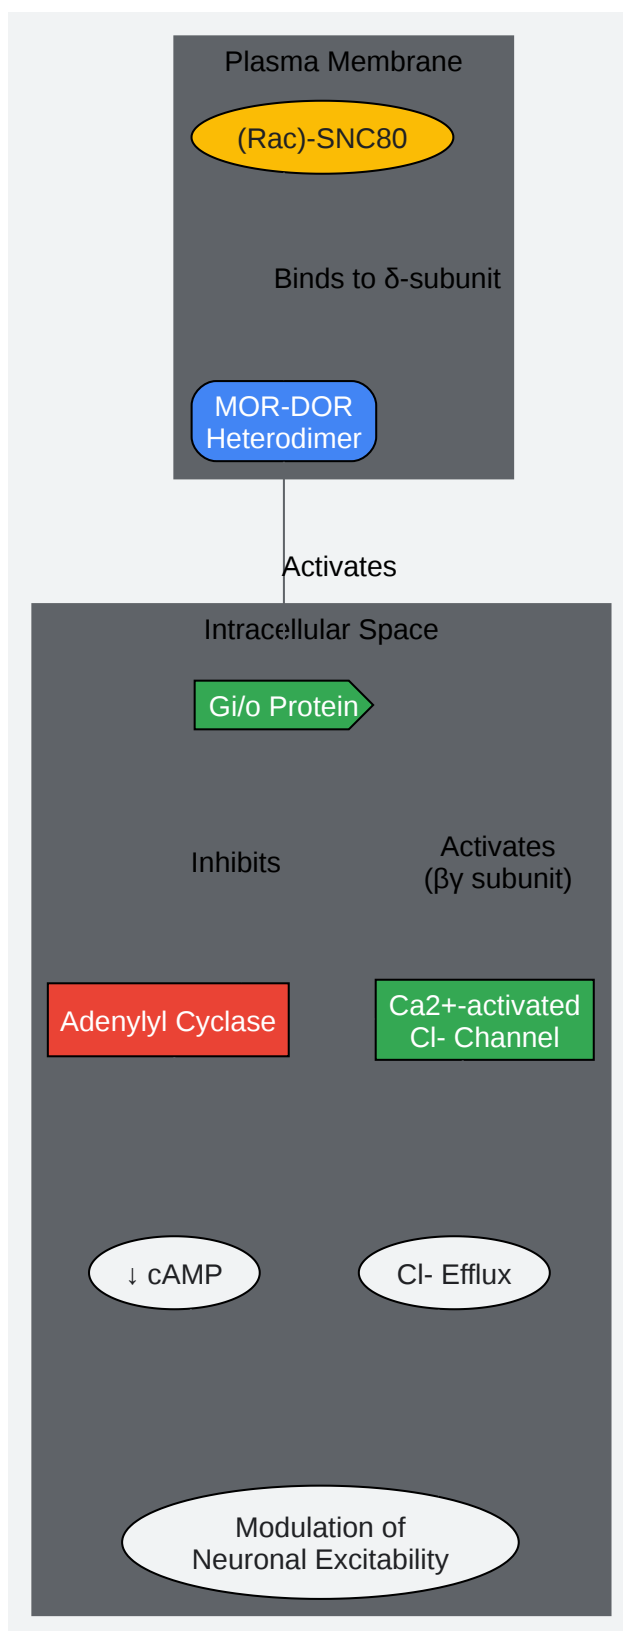 Plasma Membrane
(Rac)-SNC80
Binds to δ-subunit
MOR-DOR
Heterodimer
Activates
Intracellular Space
Gi/o Protein
Inhibits
Activates
(βγ subunit)
Adenylyl Cyclase
Ca2+-activated
Cl- Channel
↓ cAMP
Cl- Efflux
Modulation of
Neuronal Excitability